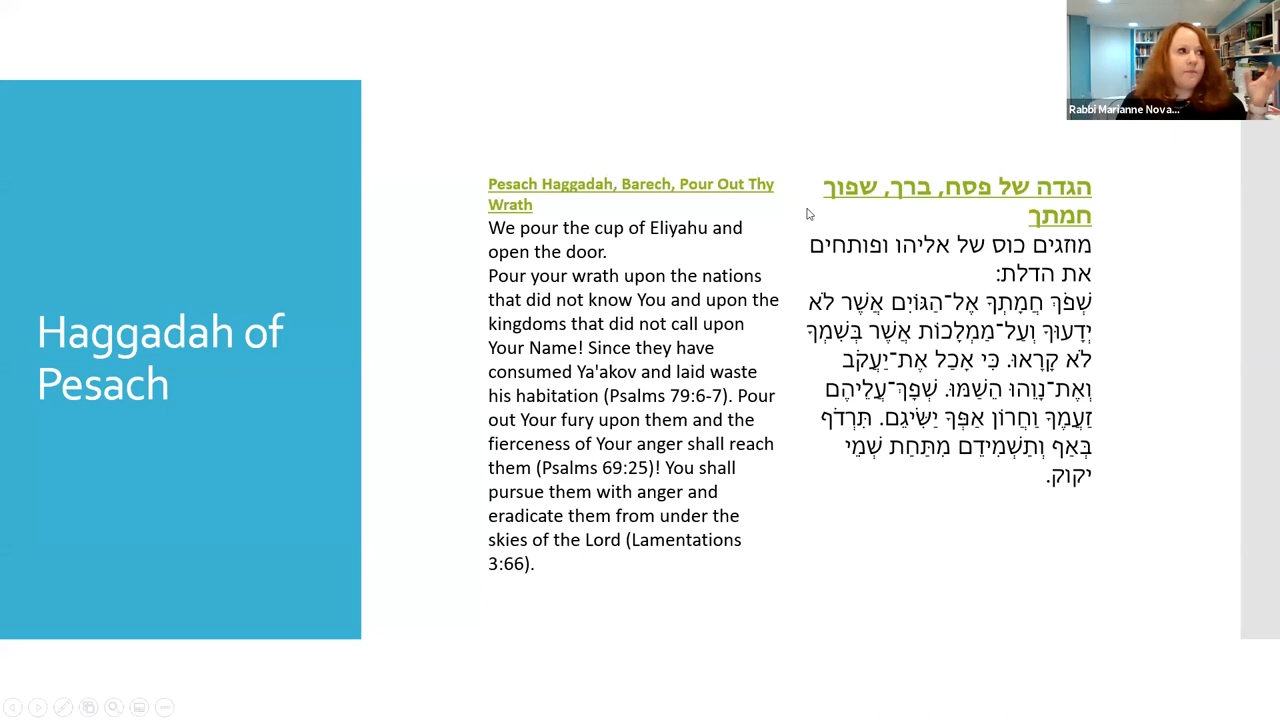 Rabbi Marianne Nova...
Haggadah of
Pesach
Pesach Haggadah, Barech, Pour Out Thy
Wrath
We pour the cup of Eliyahu and
open the door.
Pour your wrath upon the nations
that did not know You and upon the
kingdoms that did not call upon
Your Name! Since they have
consumed Ya'akov and laid waste
his habitation (Psalms 79:6-7). Pour
out Your fury upon them and the
fierceness of Your anger shall reach
them (Psalms 69:25)! You shall
pursue them with anger and
eradicate them from under the
skies of the Lord (Lamentations
3:66).
הגדה של פסח, ברך, שפוך
חמתך
מוזגים כוס של אליהו ופותחים
את הדלת:
שְׁפֹךְ חֲמָתְךָ אֶל־הַגּוֹיִם אֲשֶׁר לֹא
יְדָעוּךָ וְעַל־מַמְלָכוֹת אֲשֶׁר בְּשִׁמְךָ
לֹא קָרָאוּ. כִּי אָכַל אֶת־יַעֲקֹב
וְאֶת־נָוֵהוּ הֵשַׁמּוּ. שְׁפָךְ־עֲלֵיהֶם
זַעֲמֶךָ וַחֲרוֹן אַפְּךָ יַשִּׂיגֵם. תִּרְדֹּף
בְּאַף וְתַשְׁמִידֵם מִתַּחַת שְׁמֵי
יקוק.